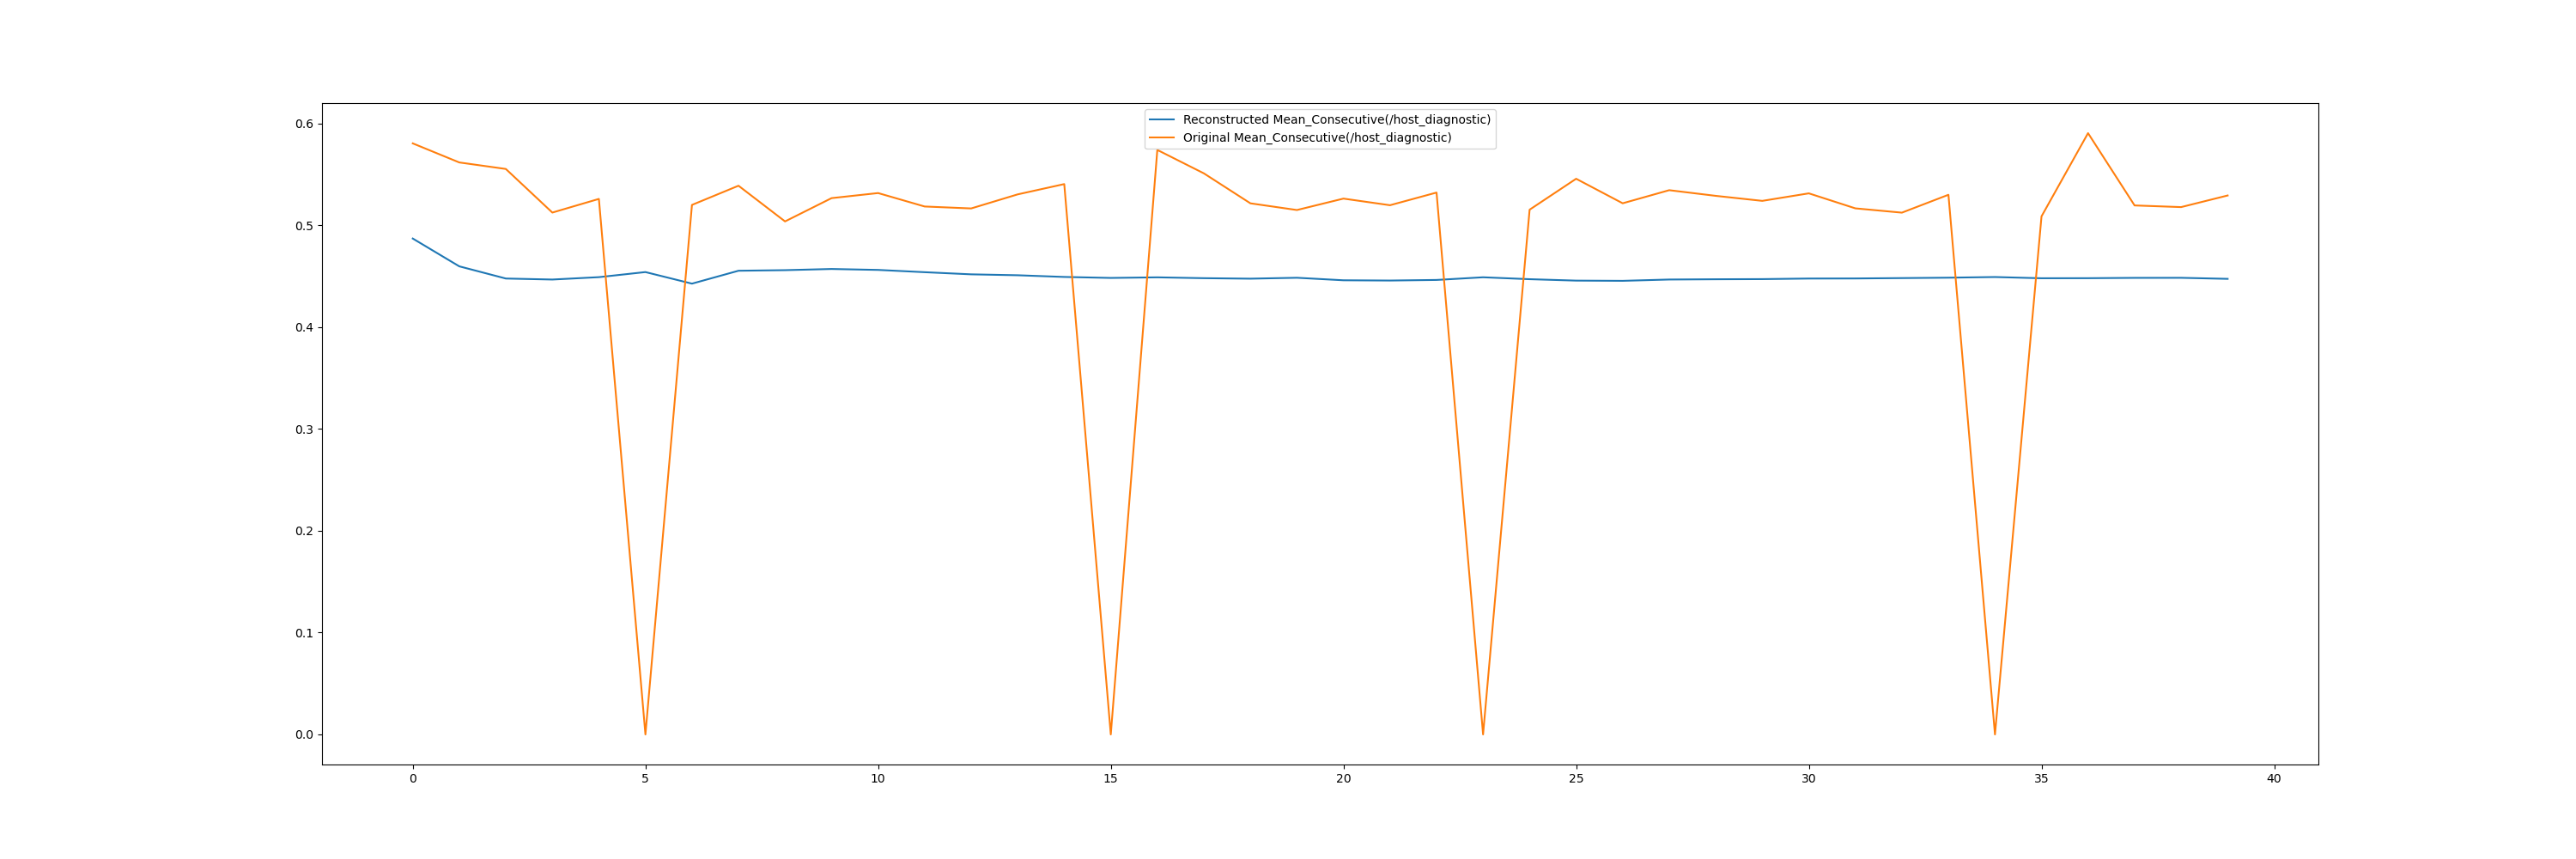 Reconstructed Mean_Consecutive(/host_diagnostic)
Original Mean_Consecutive(/host_diagnostic)
0.6
0.5
0.4
0.3
0.2
0.1
0.0
0 5 10 15 20 25 30 35 40